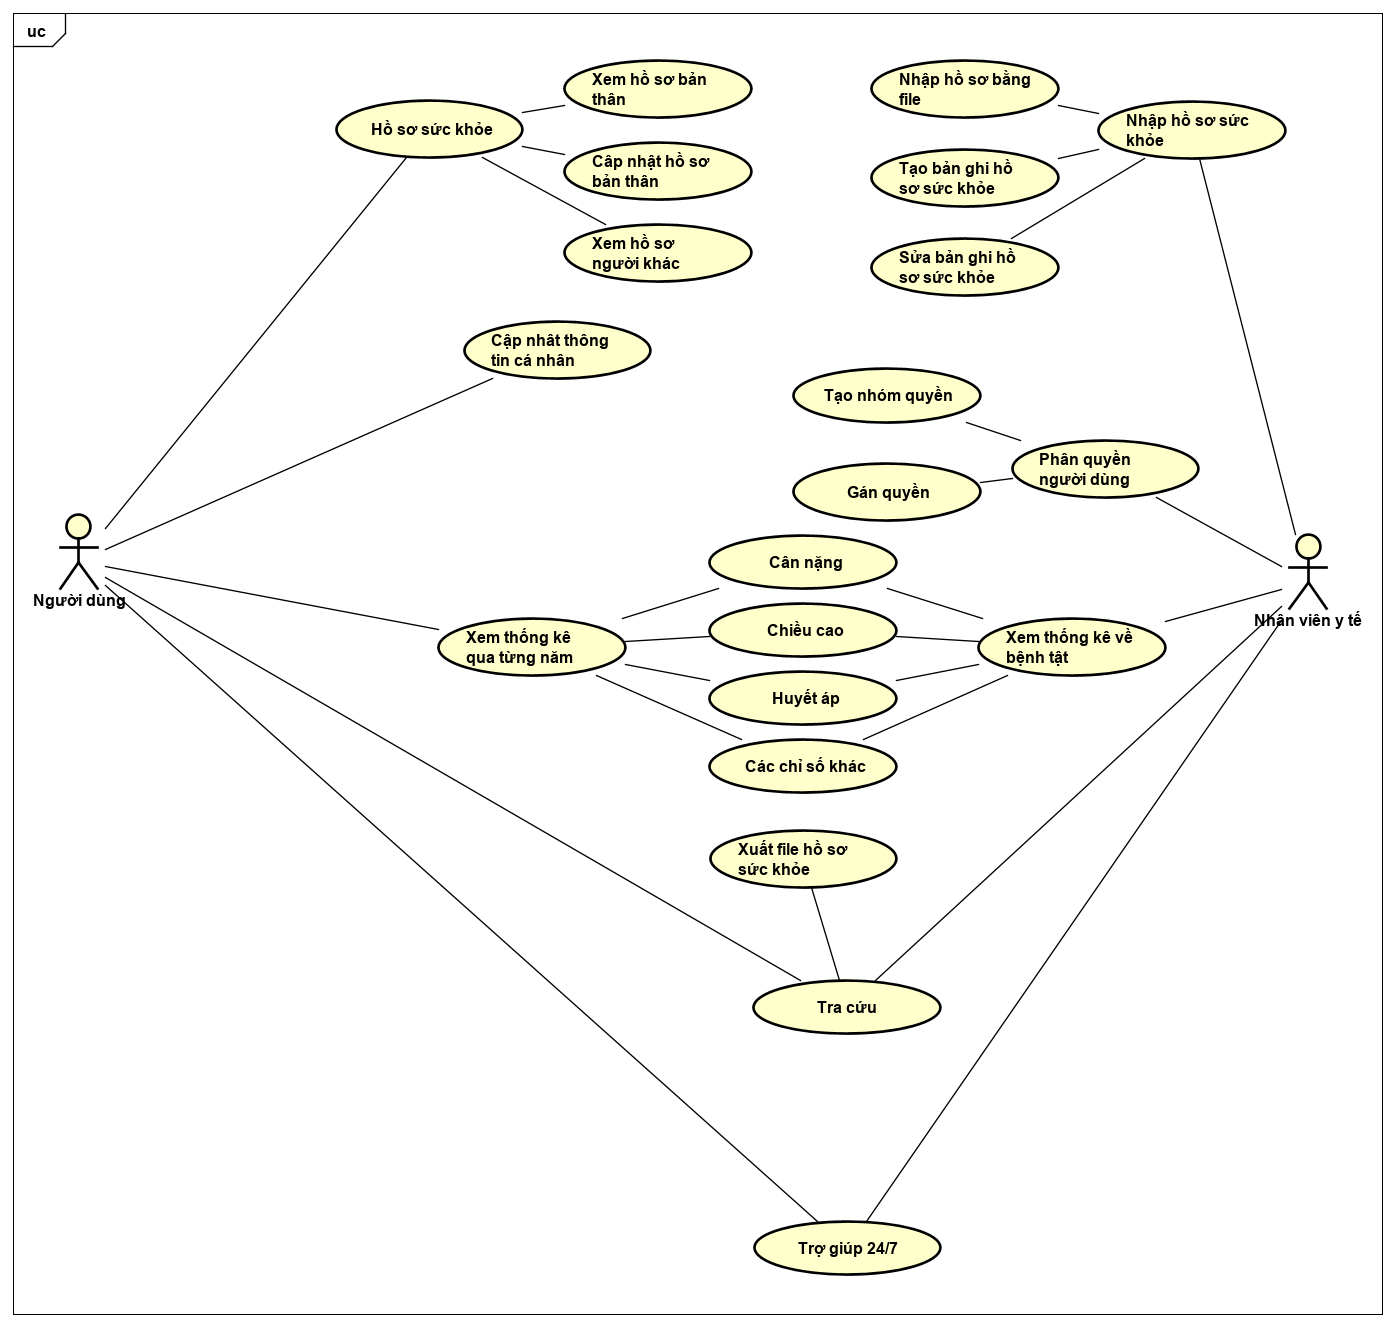 uc
Xem hồ sơ bản
thân
Hồ sơ sức khỏe
Câp nhật hồ sơ
bản thân
Xem hồ sơ
người khác
Nhập hồ sơ bằng
file
Nhập hồ sơ sức
khỏe
Tạo bản ghi hồ
sơ sức khỏe
Sửa bản ghi hồ
sơ sức khỏe
Cập nhât thông
tin cá nhân
Tạo nhóm quyền
Phân quyền
người dùng
Gán quyền
Người dùng
Nhân viên y tế
Cân nặng
Chiều cao
Xem thống kê
qua từng năm
Xem thống kê về
bệnh tật
Huyết áp
Các chỉ số khác
Xuất file hồ sơ
sức khỏe
Tra cứu
Trợ giúp 24/7